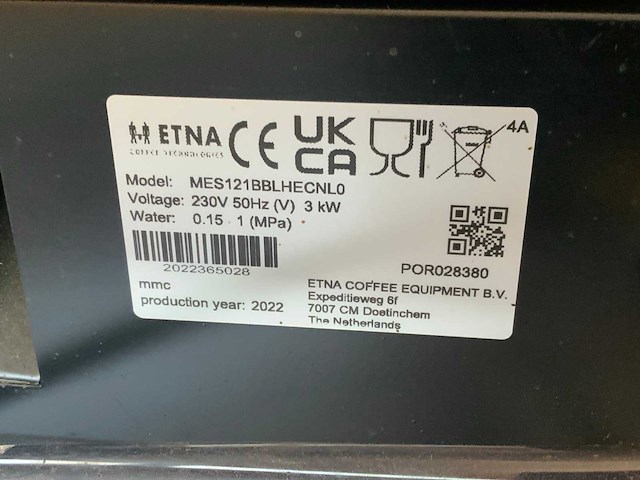 ETNA CE UK CA 4A
COFFEE TECHNOLOGIES
Model: MES121BBLHECNL0
Voltage: 230V 50Hz (V) 3 kW
Water: 0.15 1 (MPa)
2022365028
POR028380
mmc
production year: 2022
ETNA COFFEE EQUIPMENT B.V.
Expeditieweg 6f
7007 CM Doetinchem
The Netherlands